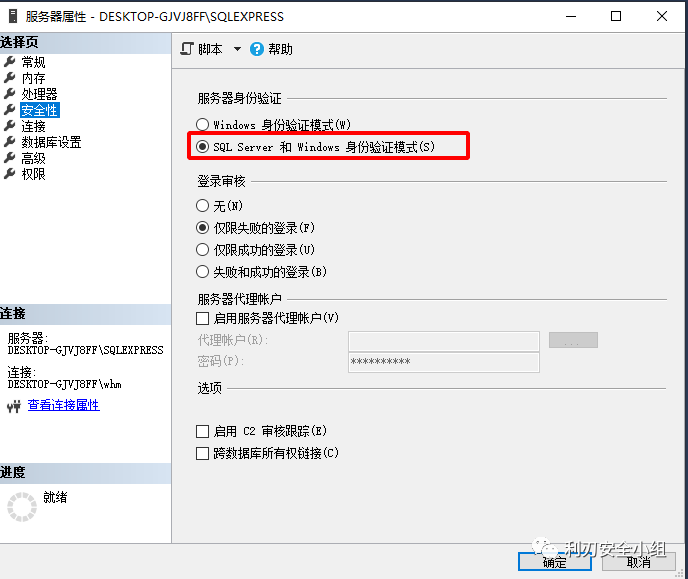 服务器属性 - DESKTOP-GJVJ8FF\SQLEXPRESS
选择页
常规
内存
处理器
安全性
连接
数据库设置
高级
权限
脚本
帮助
服务器身份验证
Windows 身份验证模式(W)
SQL Server 和 Windows 身份验证模式(S)
登录审核
无(N)
仅限失败的登录(F)
仅限成功的登录(U)
失败和成功的登录(B)
服务器代理帐户
启用服务器代理帐户(V)
代理帐户(R):
...
密码(P):
**********
选项
启用 C2 审核跟踪(E)
跨数据库所有权链接(C)
连接
服务器:
DESKTOP-GJVJ8FF\SQLEXPRESS
连接:
DESKTOP-GJVJ8FF\whm
查看连接属性
进度
就绪
利刃安全小组
确定
取消